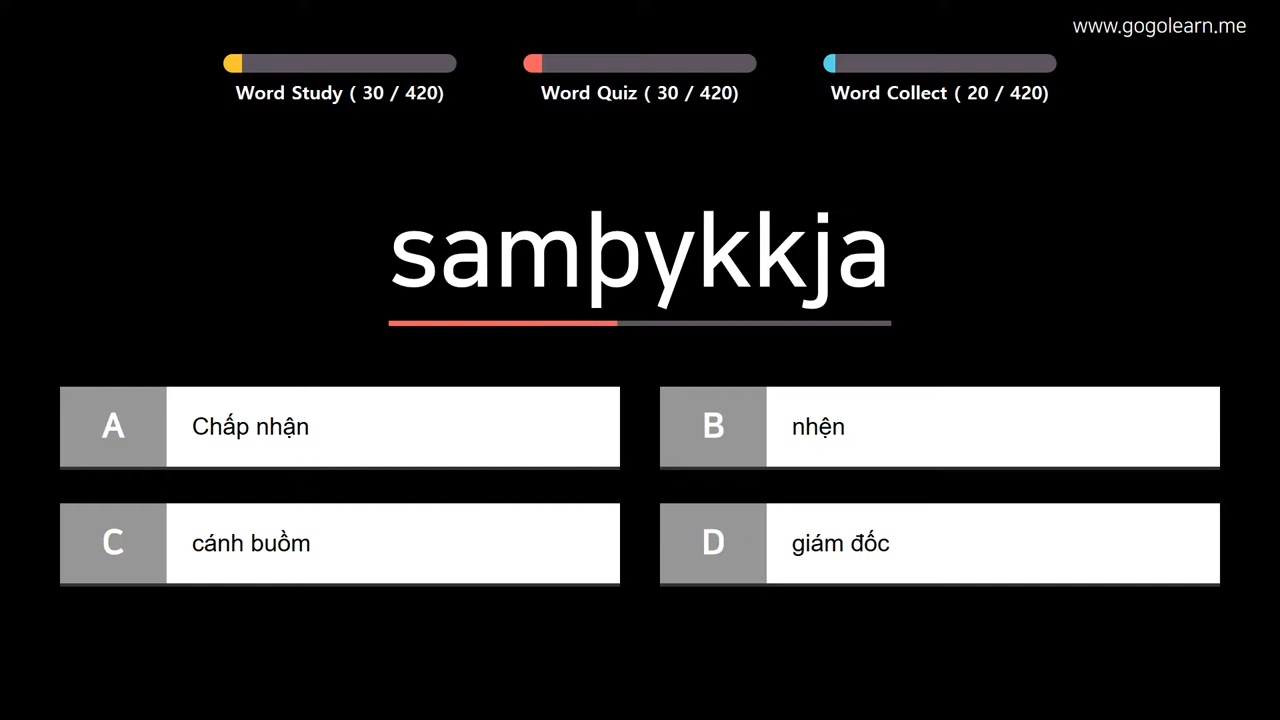 www.gogolearn.me
Word Study ( 30 / 420)
Word Quiz ( 30 / 420)
Word Collect ( 20 / 420)
samþykkja
A Chấp nhận
B nhện
C cánh buồm
D giám đốc